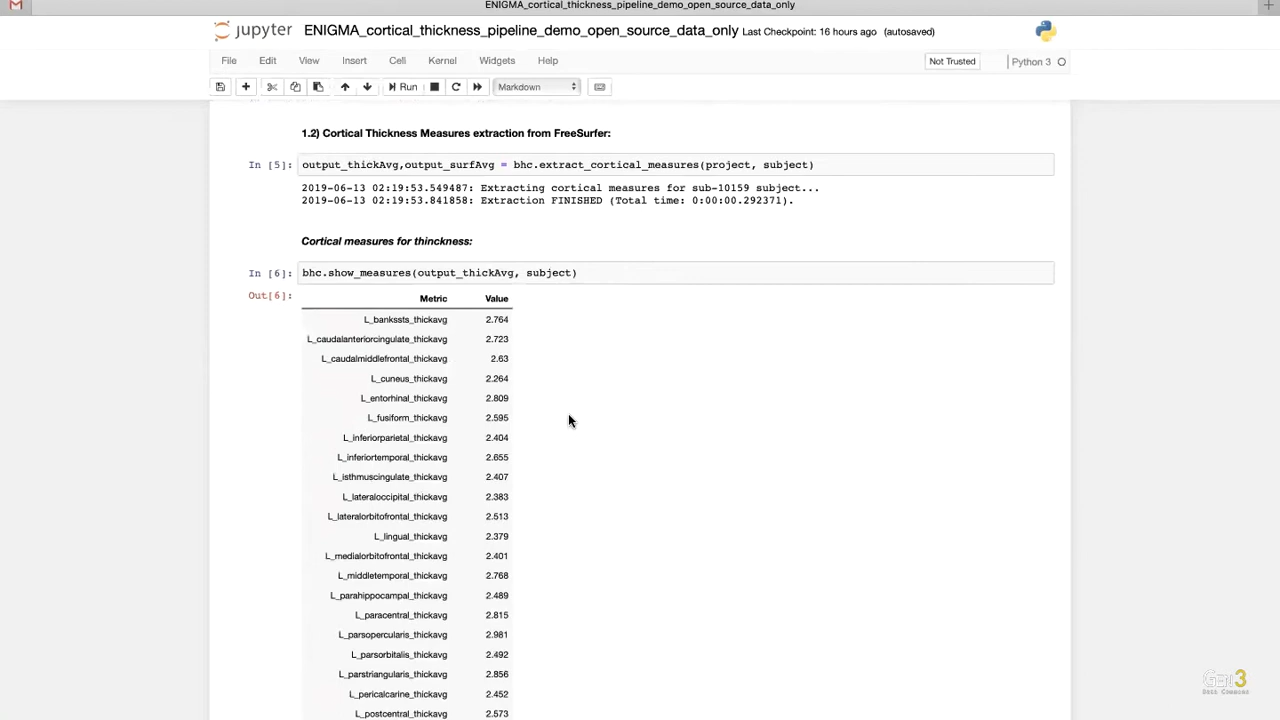 ENIGMA_cortical_thickness_pipeline_demo_open_source_data_only
jupyter ENIGMA_cortical_thickness_pipeline_demo_open_source_data_only Last Checkpoint: 16 hours ago (autosaved)
File Edit View Insert Cell Kernel Widgets Help Not Trusted Python 3
Run Markdown
1.2) Cortical Thickness Measures extraction from FreeSurfer:
In [5]: output_thickAvg,output_surfAvg = bhc.extract_cortical_measures(project, subject)
2019-06-13 02:19:53.549487: Extracting cortical measures for sub-10159 subject...
2019-06-13 02:19:53.841858: Extraction FINISHED (Total time: 0:00:00.292371).
Cortical measures for thinckness:
In [6]: bhc.show_measures(output_thickAvg, subject)
Out[6]:
Metric Value
L_bankssts_thickavg 2.764
L_caudalanteriorcingulate_thickavg 2.723
L_caudalmiddlefrontal_thickavg 2.63
L_cuneus_thickavg 2.264
L_entorhinal_thickavg 2.809
L_fusiform_thickavg 2.595
L_inferiorparietal_thickavg 2.404
L_inferiortemporal_thickavg 2.655
L_isthmuscingulate_thickavg 2.407
L_lateraloccipital_thickavg 2.383
L_lateralorbitofrontal_thickavg 2.513
L_lingual_thickavg 2.379
L_medialorbitofrontal_thickavg 2.401
L_middletemporal_thickavg 2.768
L_parahippocampal_thickavg 2.489
L_paracentral_thickavg 2.815
L_parsopercularis_thickavg 2.981
L_parsorbitalis_thickavg 2.492
L_parstriangularis_thickavg 2.856
L_pericalcarine_thickavg 2.452
L_postcentral_thickavg 2.573
GEN3
Data Commons